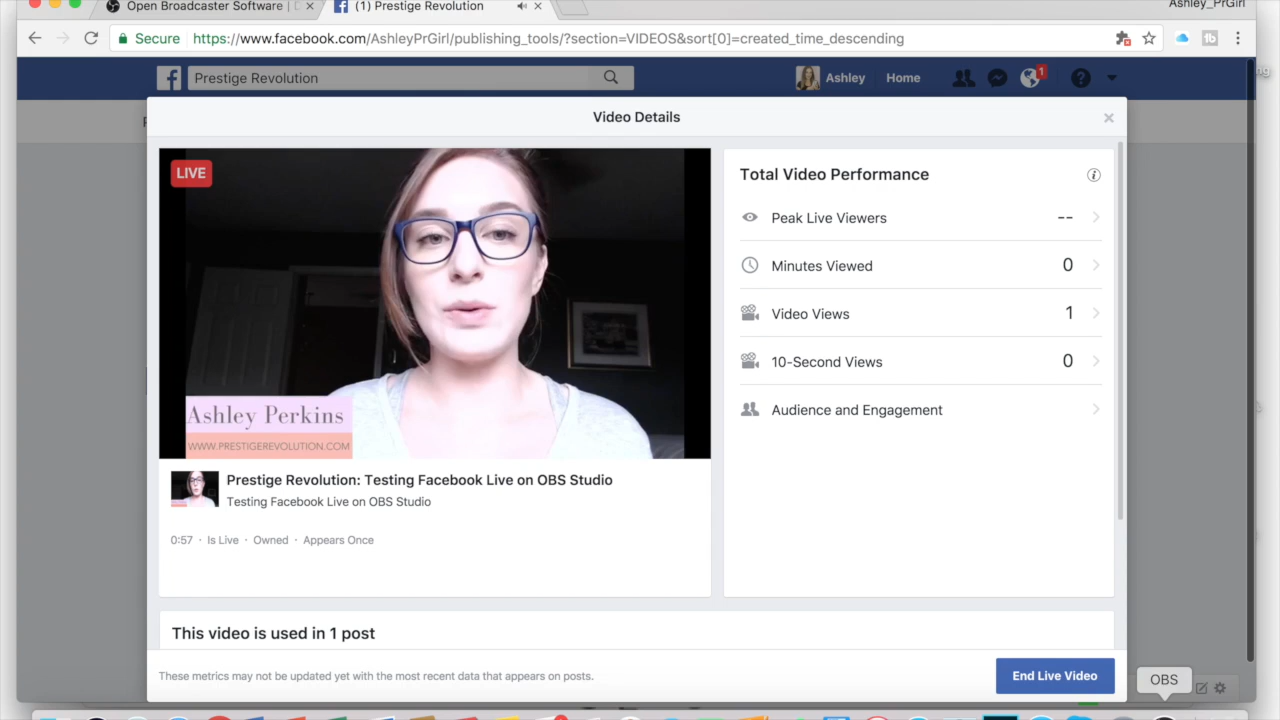 Open Broadcaster Software | D
(1) Prestige Revolution
Ashley_PrGirl
Secure
https://www.facebook.com/AshleyPrGirl/publishing_tools/?section=VIDEOS&sort[0]=created_time_descending
Prestige Revolution
Ashley
Home
1
Video Details
LIVE
Ashley Perkins
WWW.PRESTIGEREVOLUTION.COM
Prestige Revolution: Testing Facebook Live on OBS Studio
Testing Facebook Live on OBS Studio
0:57 · Is Live · Owned · Appears Once
Total Video Performance
Peak Live Viewers --
Minutes Viewed 0
Video Views 1
10-Second Views 0
Audience and Engagement
This video is used in 1 post
These metrics may not be updated yet with the most recent data that appears on posts.
End Live Video
OBS